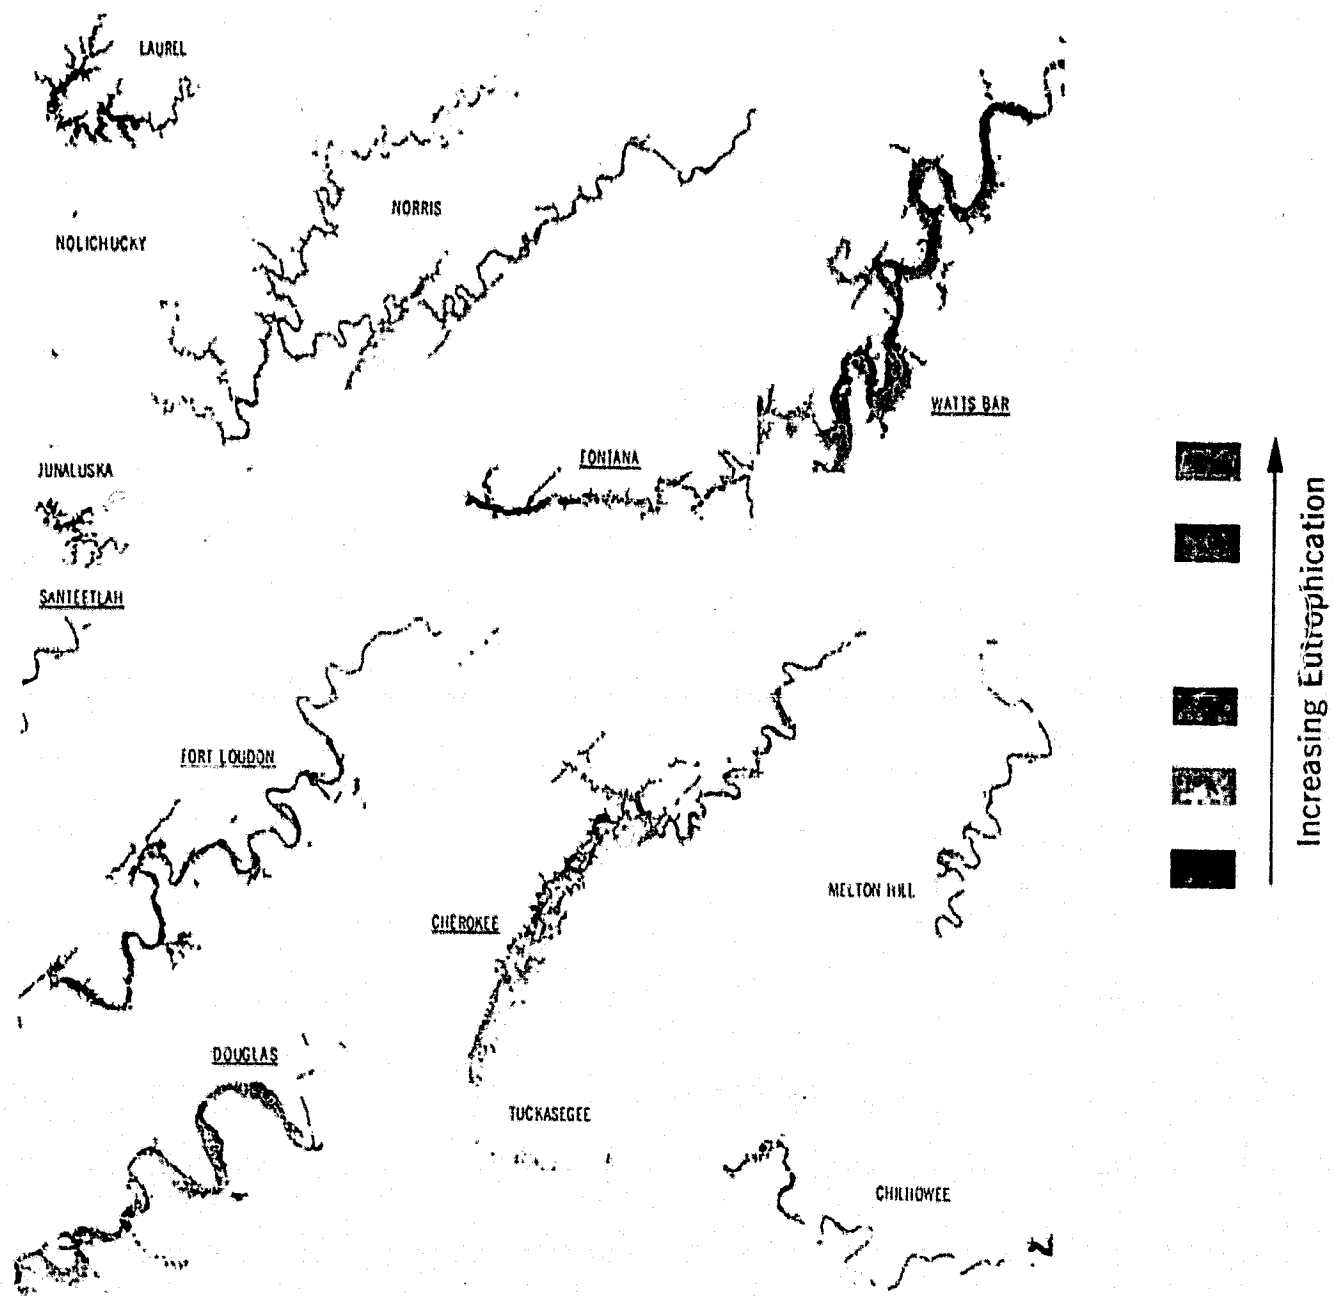 LAUREL
NORRIS
NOLICHUCKY
WATTS BAR
FONTANA
JUNALUSKA
SANTEETLAH
FORT LOUDON
CHEROKEE
MELTON HILL
DOUGLAS
TUCKASEGEE
CHILHOWEE
Increasing Eutrophication